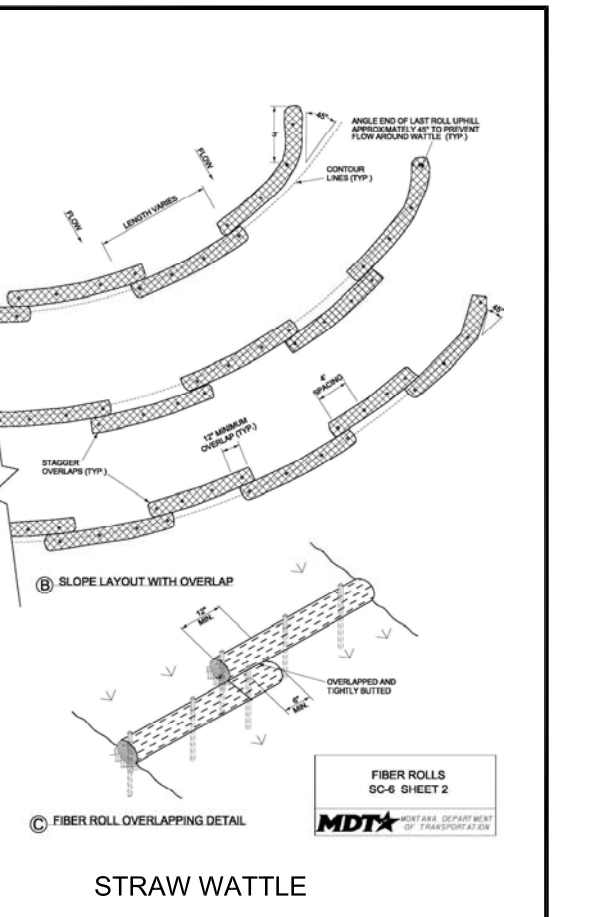 45°
ANGLE END OF LAST ROLL UPHILL
APPROXIMATELY 45° TO PREVENT
FLOW AROUND WATTLE (TYP.)
FLOW
CONTOUR
LINES (TYP.)
FLOW
LENGTH VARIES
45°
4'
SPACING
12" MINIMUM
OVERLAP (TYP.)
STAGGER
OVERLAPS (TYP.)
B SLOPE LAYOUT WITH OVERLAP
12"
MIN.
OVERLAPPED AND
TIGHTLY BUTTED
6"
MIN.
FIBER ROLLS
SC-6 SHEET 2
MDT MONTANA DEPARTMENT
OF TRANSPORTATION
C FIBER ROLL OVERLAPPING DETAIL
STRAW WATTLE